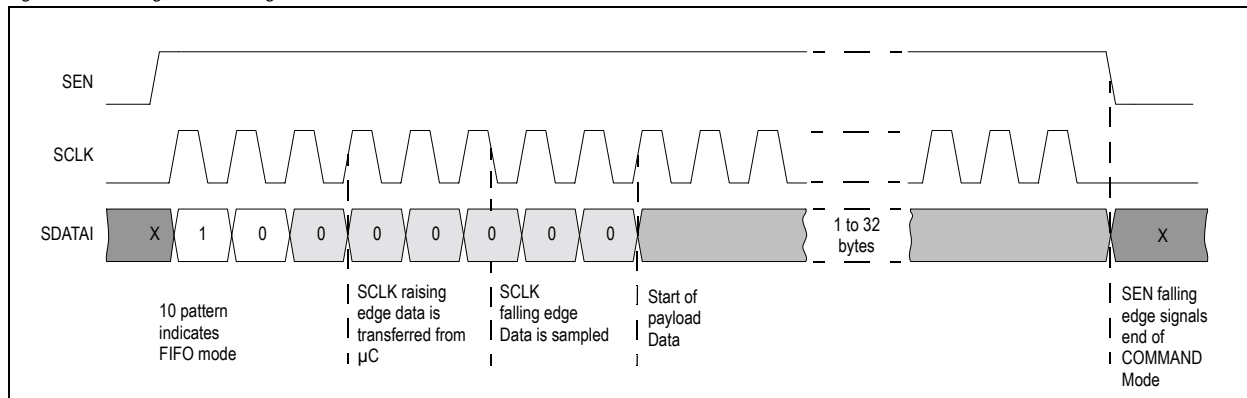 SEN
SCLK
SDATAI
X 1 0 0 0 0 0 0 0
1 to 32
bytes
X
10 pattern
indicates
FIFO mode
SCLK raising
edge data is
transferred from
µC
SCLK
falling edge
Data is sampled
Start of
payload
Data
SEN falling
edge signals
end of
COMMAND
Mode